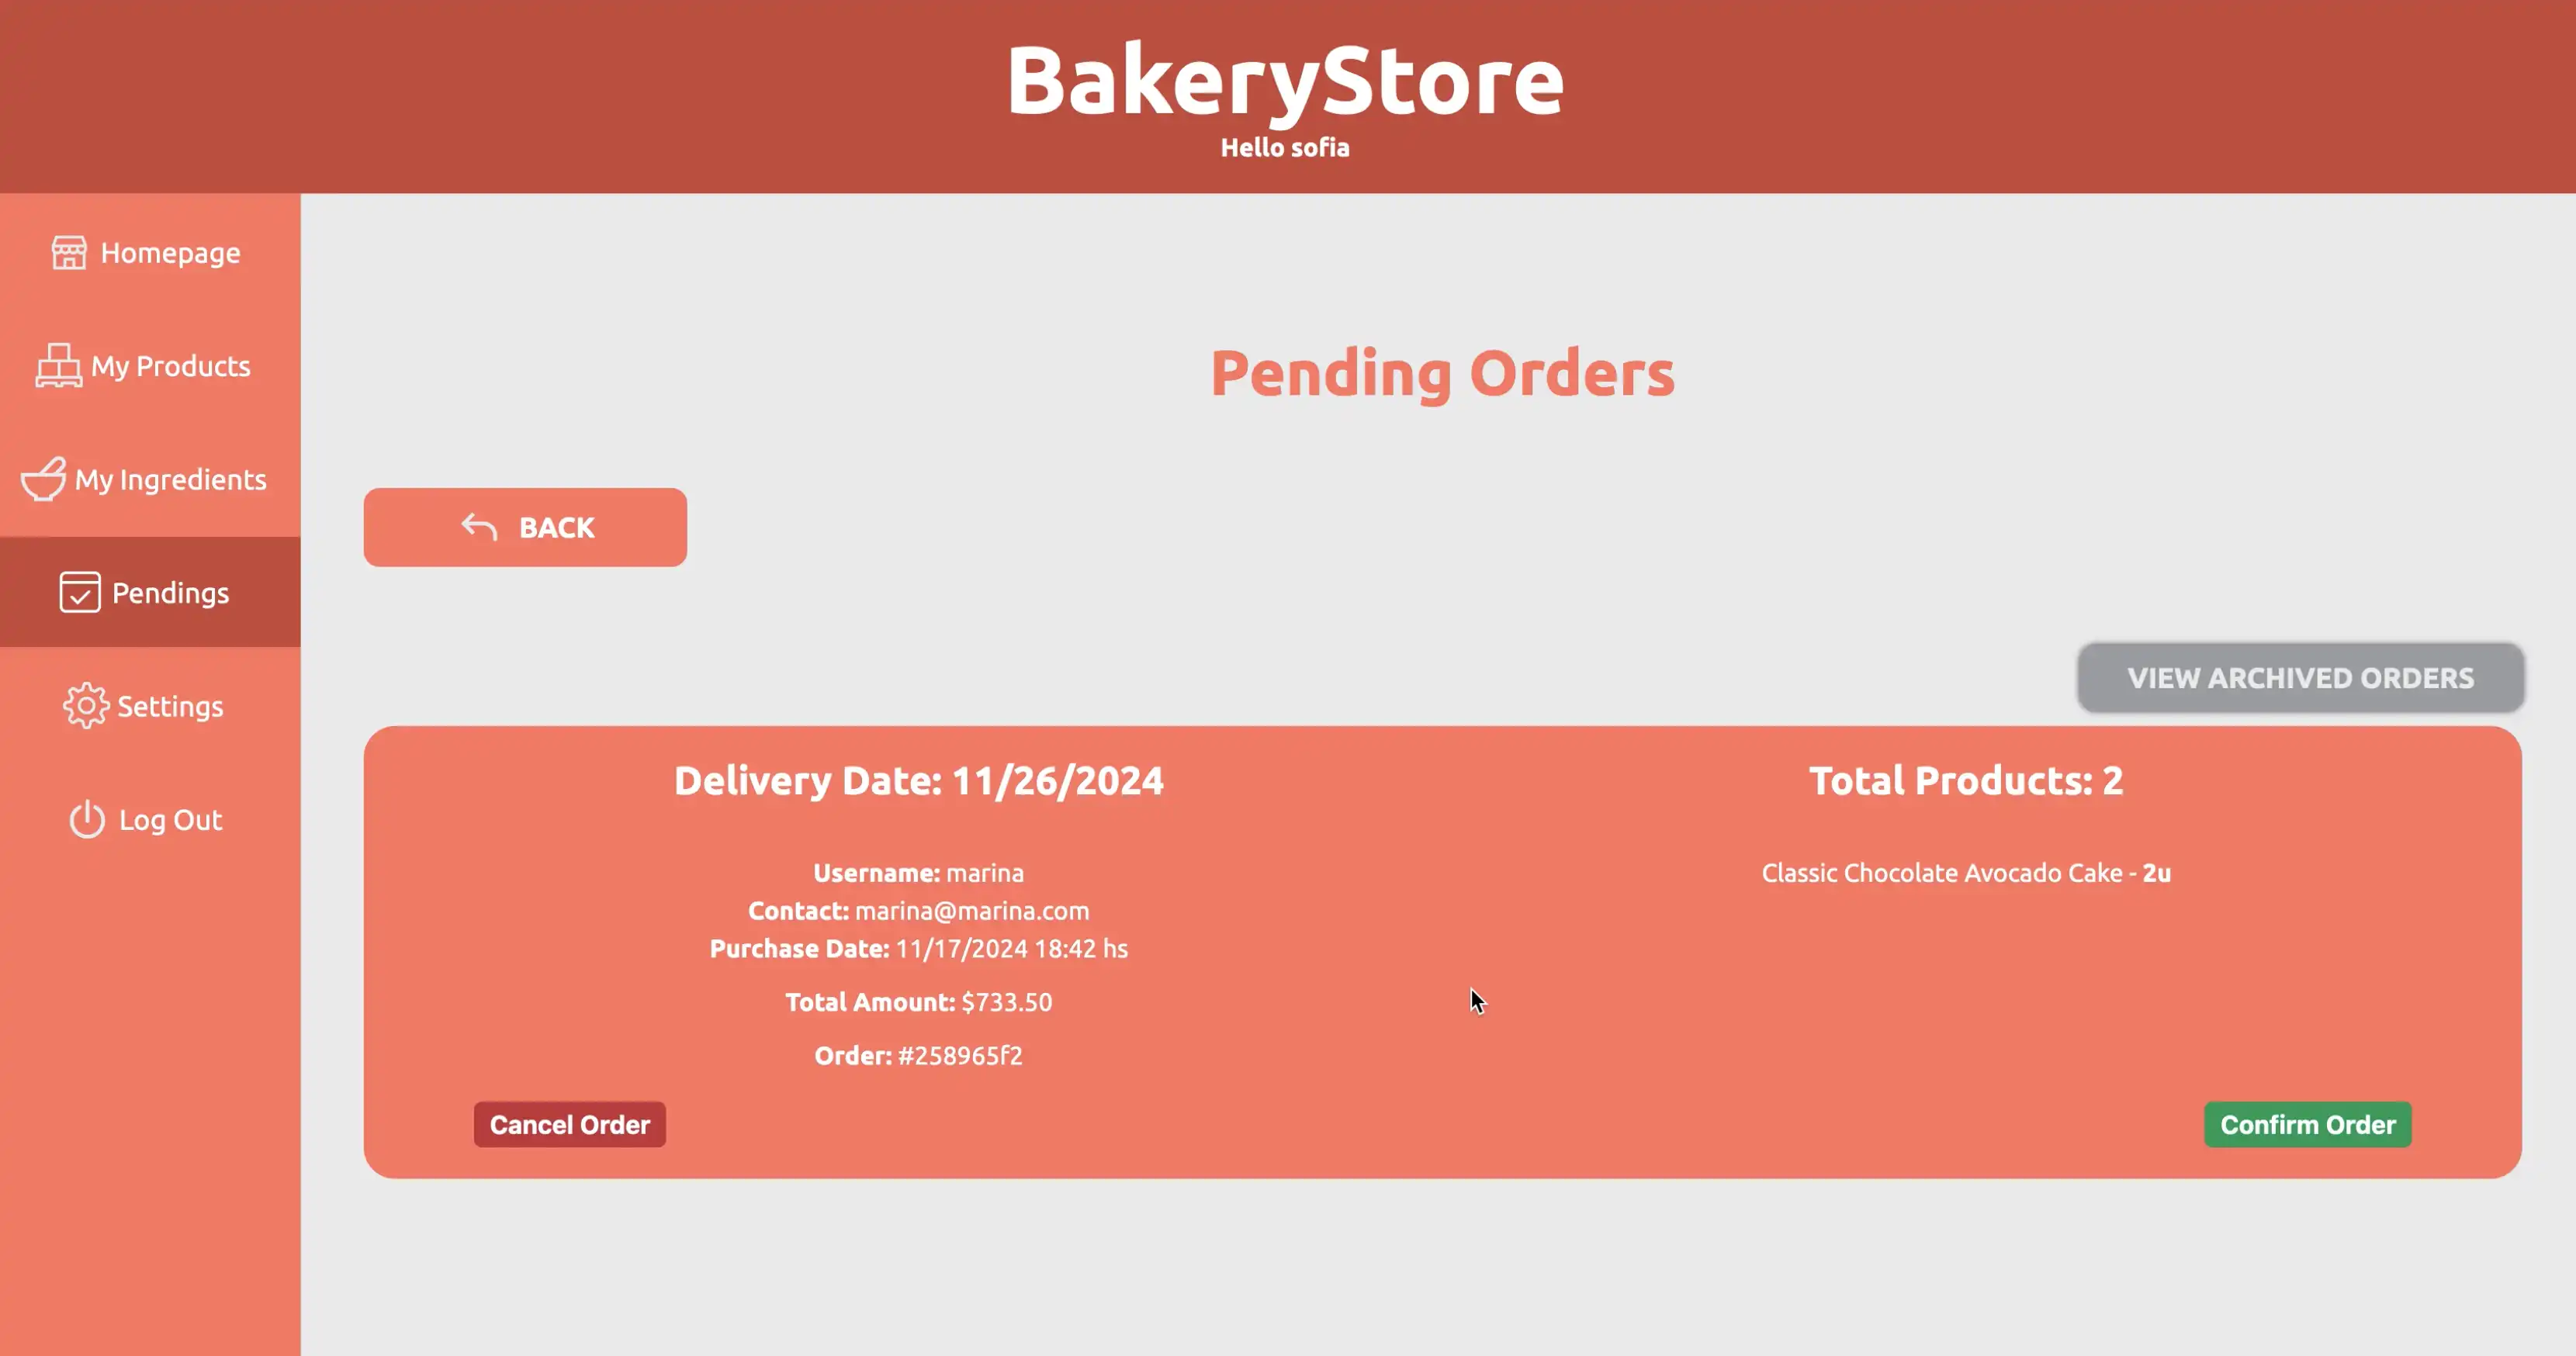 BakeryStore
Hello sofia
Homepage
My Products
My Ingredients
Pendings
Settings
Log Out
Pending Orders
BACK
VIEW ARCHIVED ORDERS
Delivery Date: 11/26/2024
Username: marina
Contact: marina@marina.com
Purchase Date: 11/17/2024 18:42 hs
Total Amount: $733.50
Order: #258965f2
Total Products: 2
Classic Chocolate Avocado Cake - 2u
Cancel Order
Confirm Order